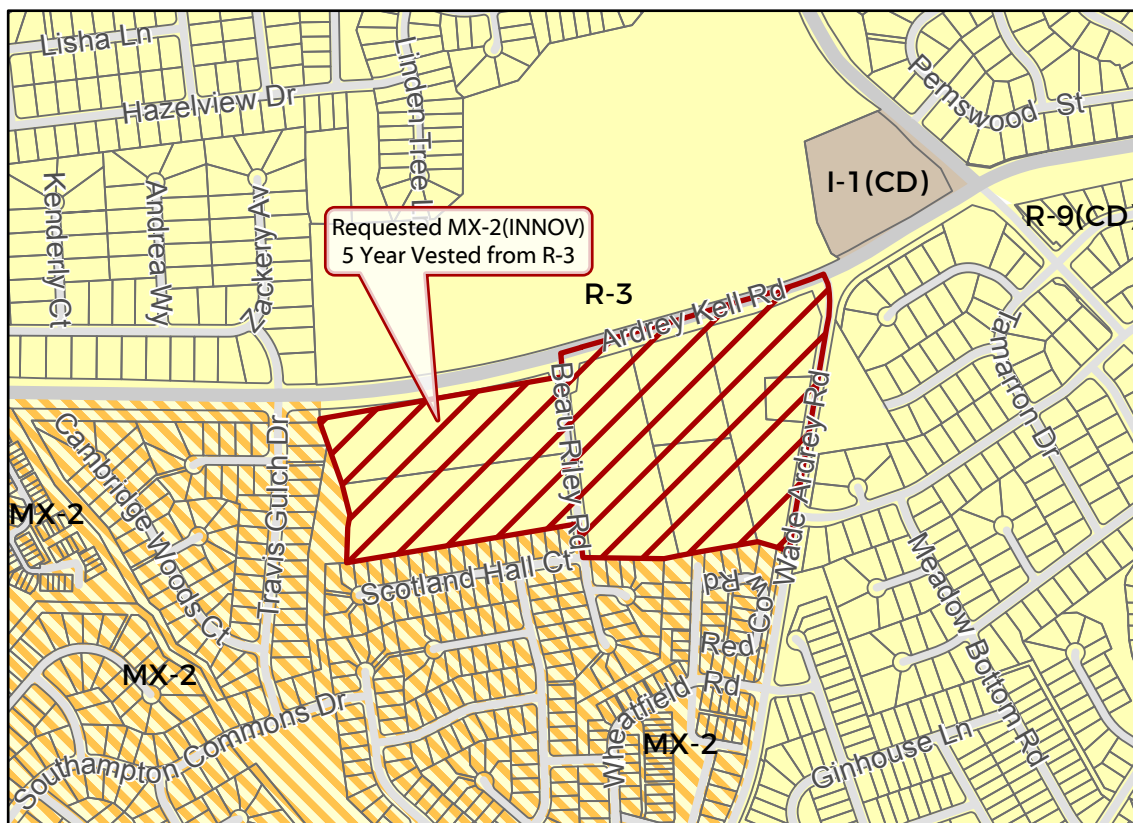 Lisha Ln
Hazelview Dr
Linden Tree Ln
Pemswood St
Kenderly Ct
Andrea Wy
Zackery Av
I-1(CD)
R-9(CD)
Requested MX-2(INNOV)
5 Year Vested from R-3
R-3
Ardrey Kell Rd
Tamarron Dr
Beau Riley Rd
Wade Ardrey Rd
Cambridge Woods Ct
Travis Gulch Dr
MX-2
Scotland Hall Ct
Red Cow Rd
Meadow Bottom Rd
MX-2
Southampton Commons Dr
Wheatfield Rd
MX-2
Ginhouse Ln